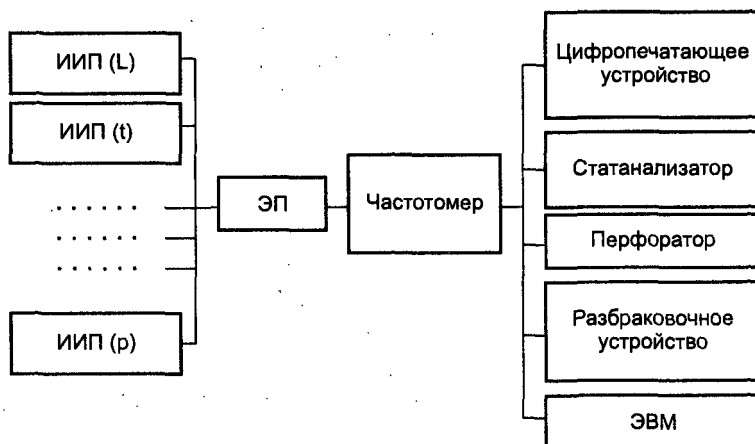 ИИП (L)
ИИП (t)
. . . . . .
. . . . . .
. . . . . .
ИИП (p)
ЭП
Частотомер
Цифропечатающее
устройство
Статанализатор
Перфоратор
Разбраковочное
устройство
ЭВМ